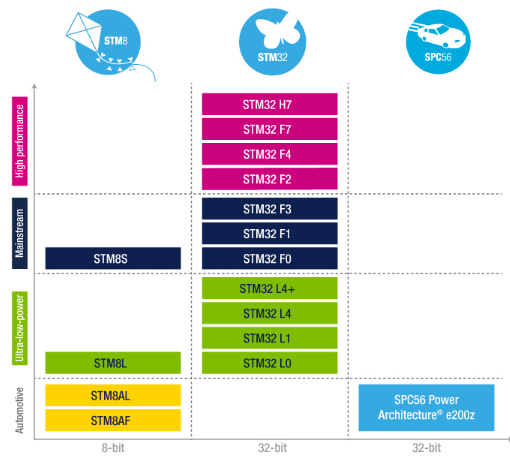 STM8
STM32
SPC56
High performance
STM32 H7
STM32 F7
STM32 F4
STM32 F2
Mainstream
STM32 F3
STM32 F1
STM8S
STM32 F0
Ultra-low-power
STM32 L4+
STM32 L4
STM32 L1
STM8L
STM32 L0
Automotive
STM8AL
STM8AF
SPC56 Power
Architecture® e200z
8-bit
32-bit
32-bit